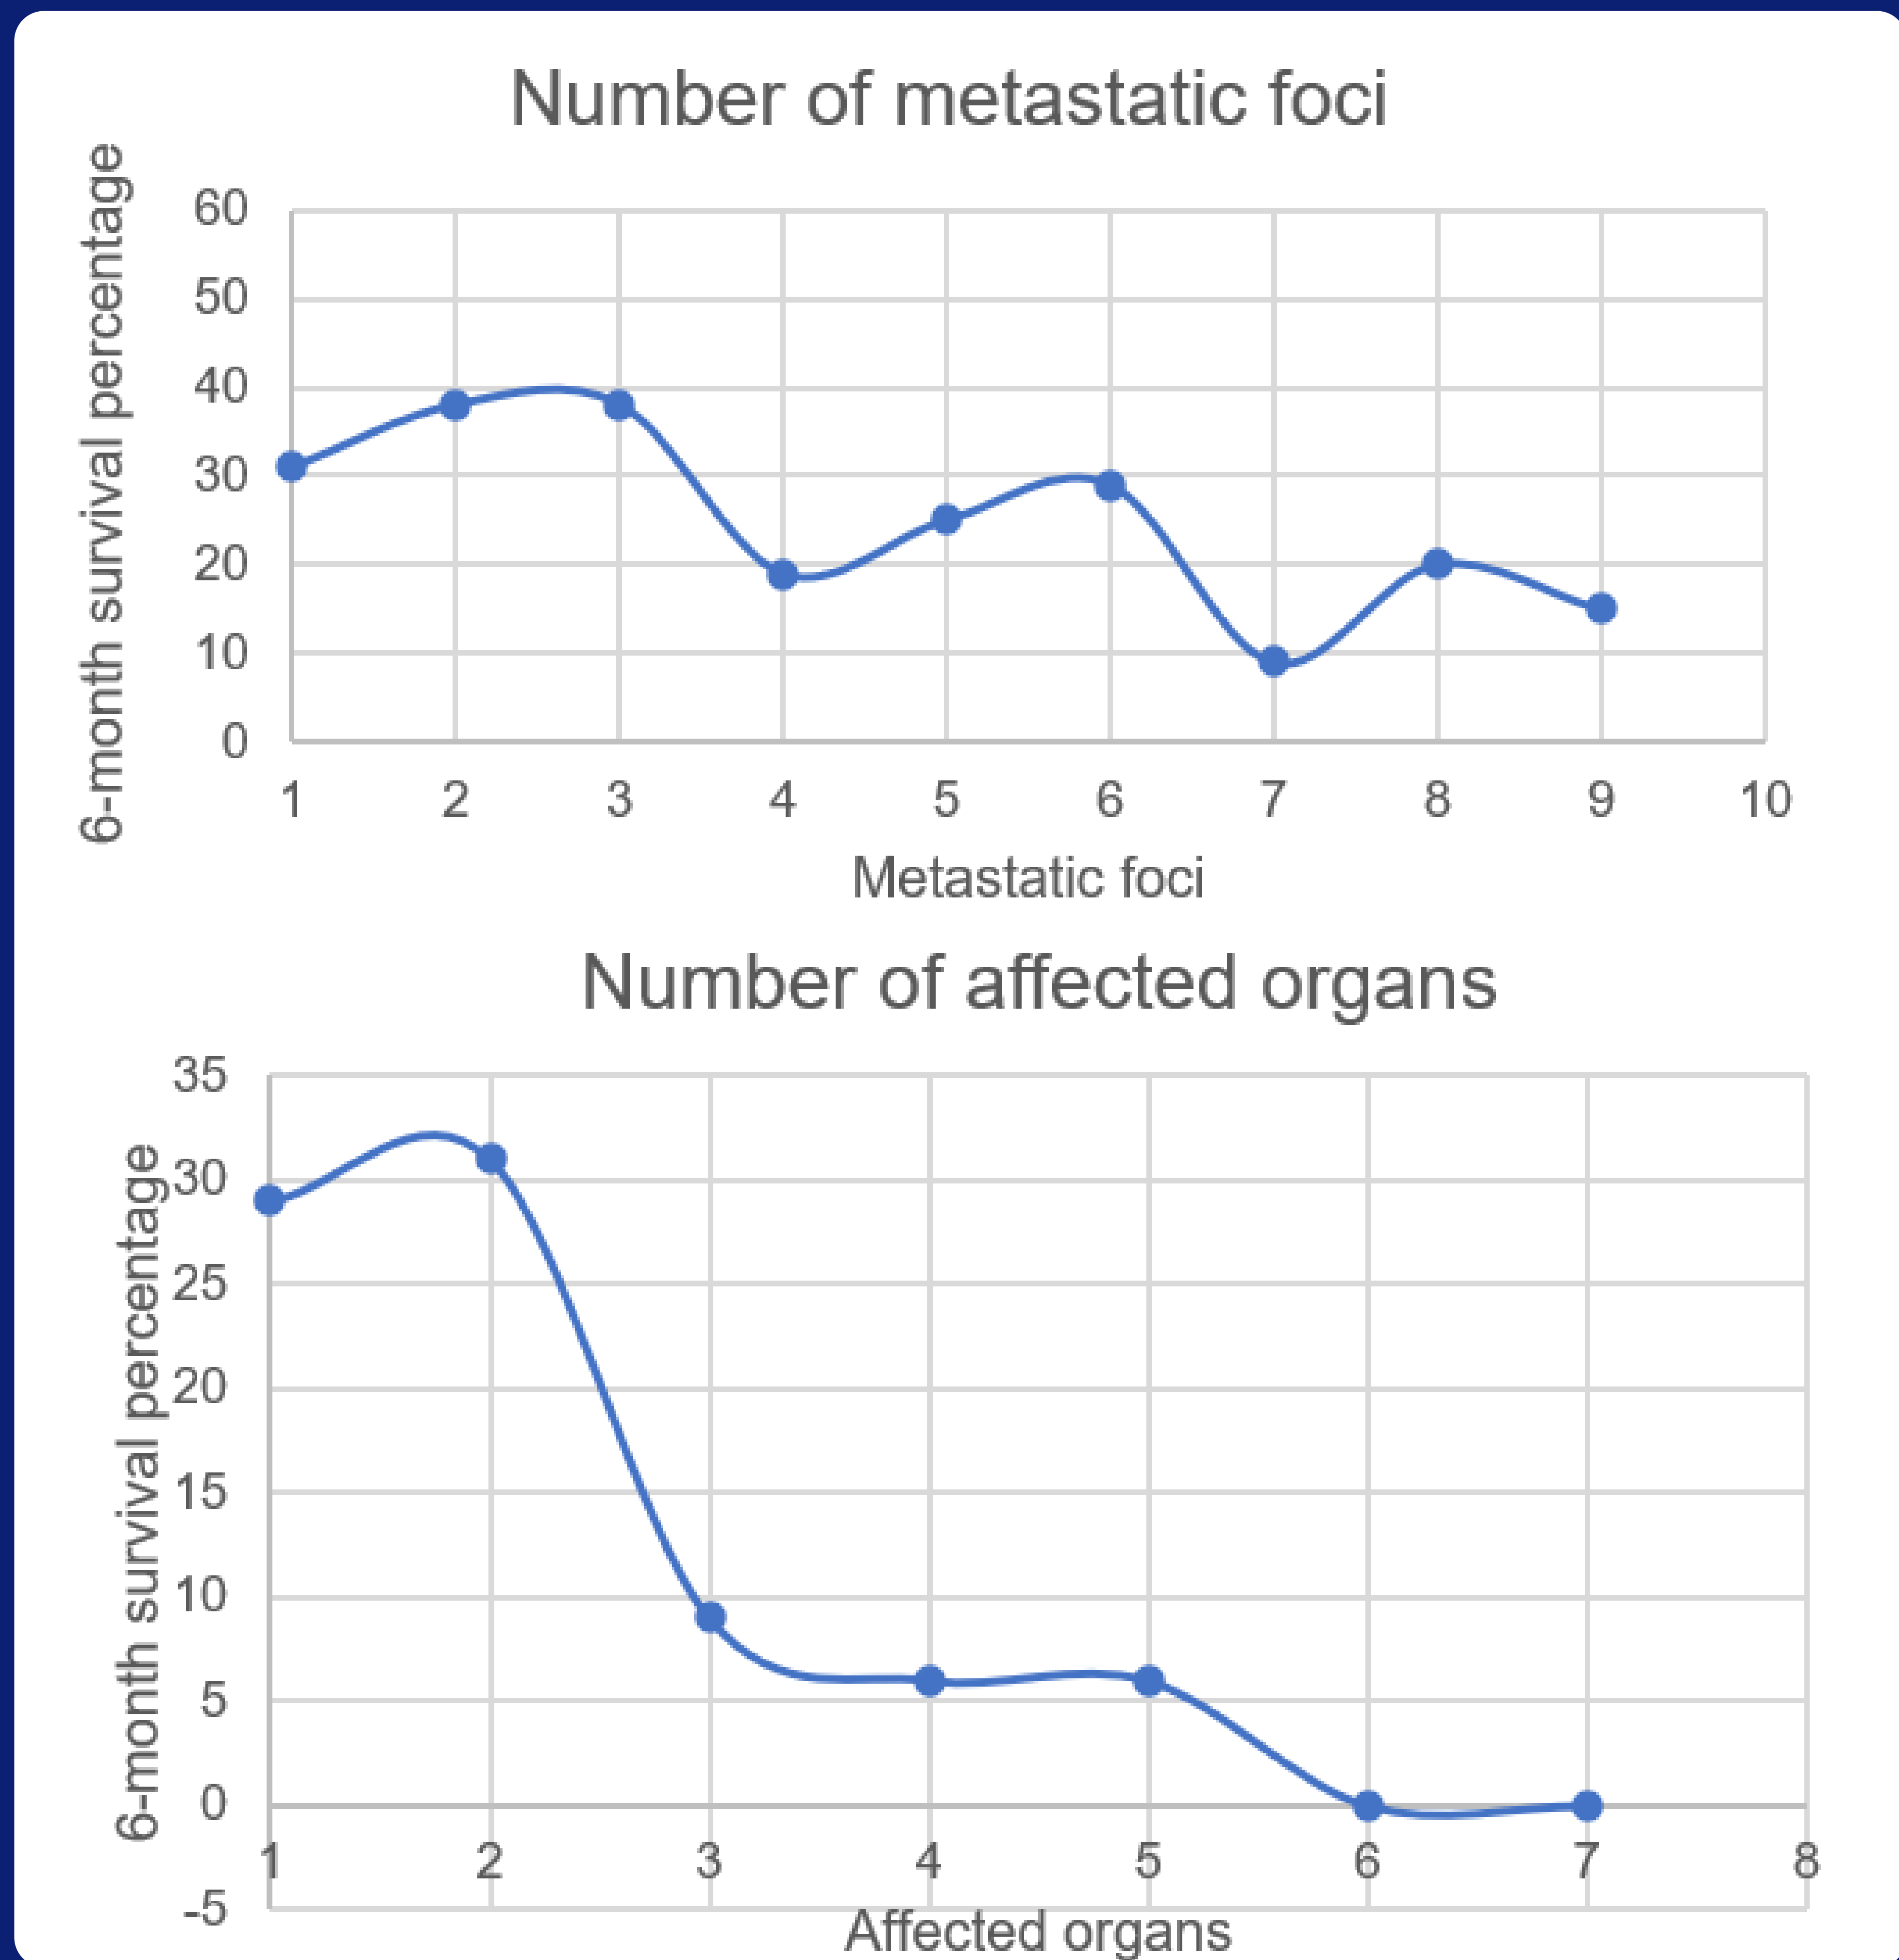 Number of metastatic foci
6-month survival percentage
60
50
40
30
20
10
0
1 2 3 4 5 6 7 8 9 10
Metastatic foci
Number of affected organs
6-month survival percentage
35
30
25
20
15
10
5
0
1 2 3 4 5 6 7 8
-5
Affected organs